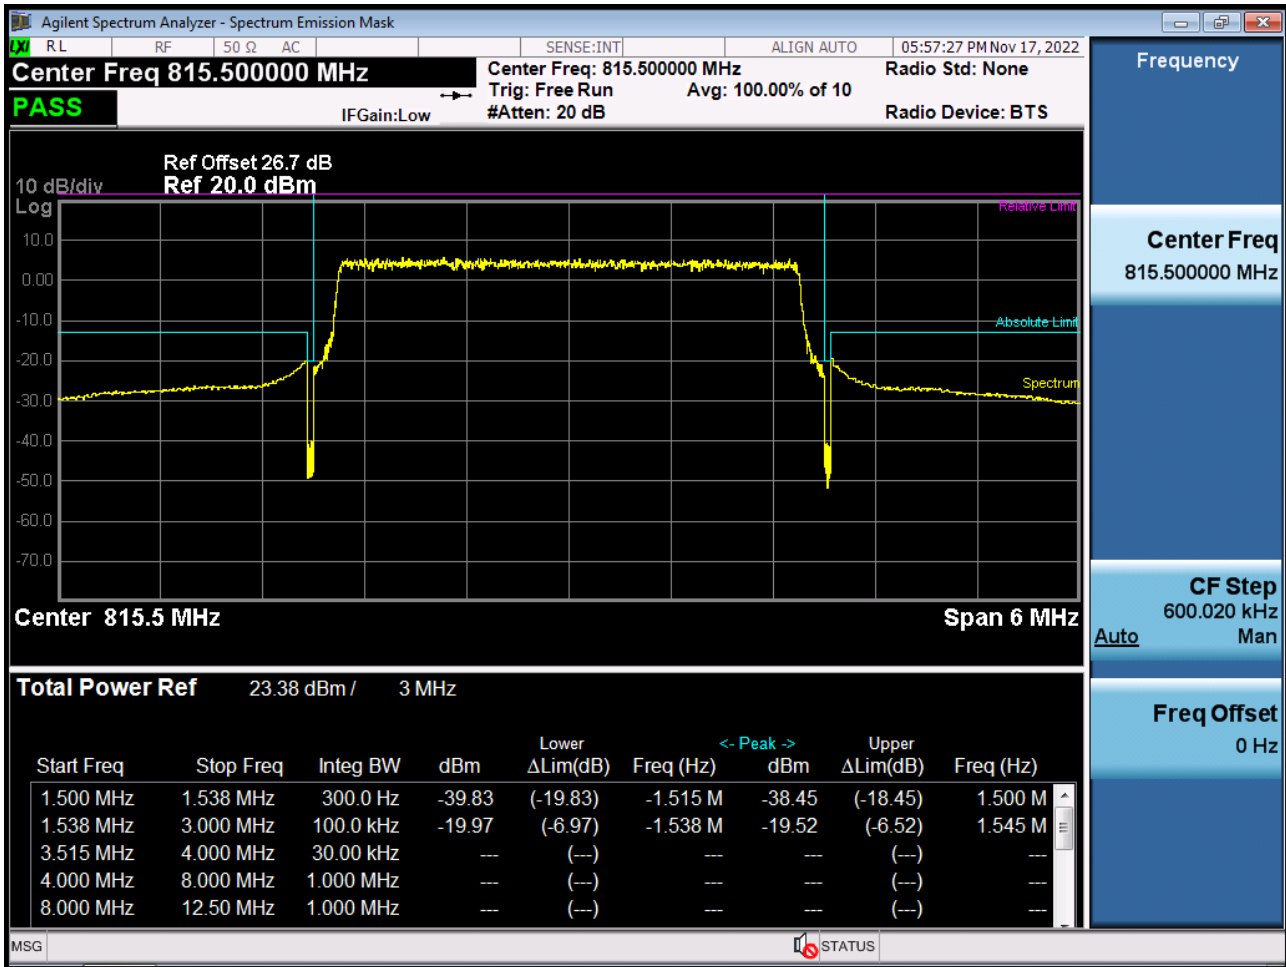 Agilent Spectrum Analyzer - Spectrum Emission Mask
LXI RL RF 50 Ω AC SENSE:INT ALIGN AUTO 05:57:27 PM Nov 17, 2022
Center Freq 815.500000 MHz Center Freq: 815.500000 MHz Radio Std: None
Trig: Free Run Avg: 100.00% of 10
PASS IFGain:Low #Atten: 20 dB Radio Device: BTS
Ref Offset 26.7 dB
10 dB/div Ref 20.0 dBm
Log
Relative Limit
10.0
0.00
-10.0
Absolute Limit
-20.0
Spectrum
-30.0
-40.0
-50.0
-60.0
-70.0
Center 815.5 MHz Span 6 MHz
Total Power Ref 23.38 dBm / 3 MHz
Lower <- Peak -> Upper
Start Freq Stop Freq Integ BW dBm ΔLim(dB) Freq (Hz) dBm ΔLim(dB) Freq (Hz)
1.500 MHz 1.538 MHz 300.0 Hz -39.83 (-19.83) -1.515 M -38.45 (-18.45) 1.500 M
1.538 MHz 3.000 MHz 100.0 kHz -19.97 (-6.97) -1.538 M -19.52 (-6.52) 1.545 M
3.515 MHz 4.000 MHz 30.00 kHz --- (---) --- --- (---) ---
4.000 MHz 8.000 MHz 1.000 MHz --- (---) --- --- (---) ---
8.000 MHz 12.50 MHz 1.000 MHz --- (---) --- --- (---) ---
MSG STATUS
Frequency
Center Freq
815.500000 MHz
CF Step
600.020 kHz
Auto Man
Freq Offset
0 Hz